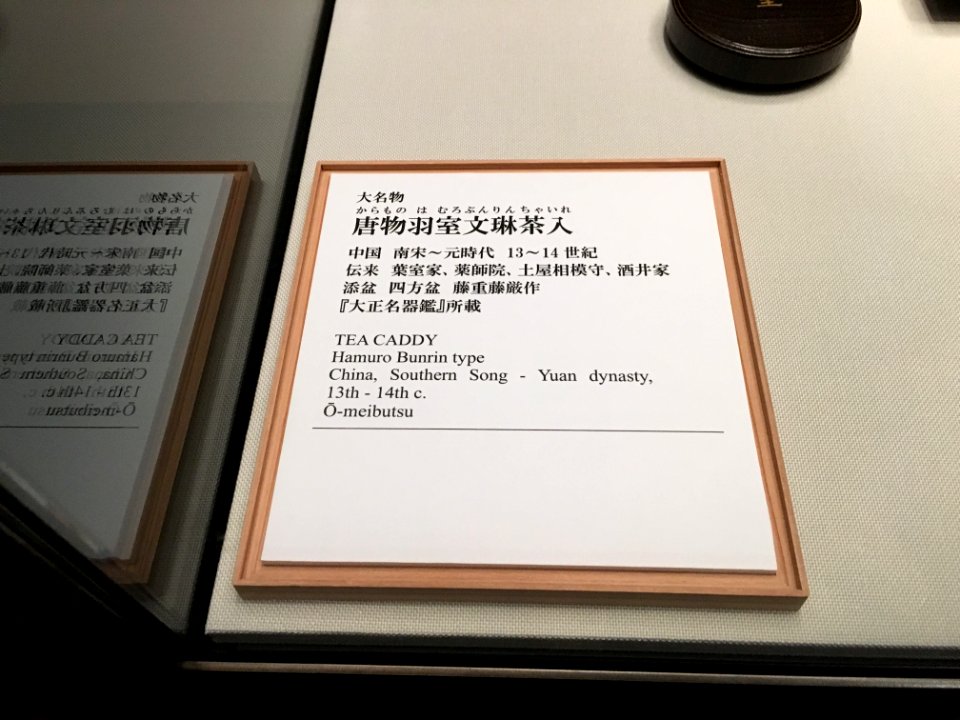 大名物
からもの は むろぶんりんちゃいれ
唐物羽室文琳茶入
中国 南宋～元時代 13～14世紀
伝来 葉室家、薬師院、土屋相模守、酒井家
添盆 四方盆 藤重藤厳作
『大正名器鑑』所載
TEA CADDY
Hamuro Bunrin type
China, Southern Song - Yuan dynasty,
13th - 14th c.
Ō-meibutsu